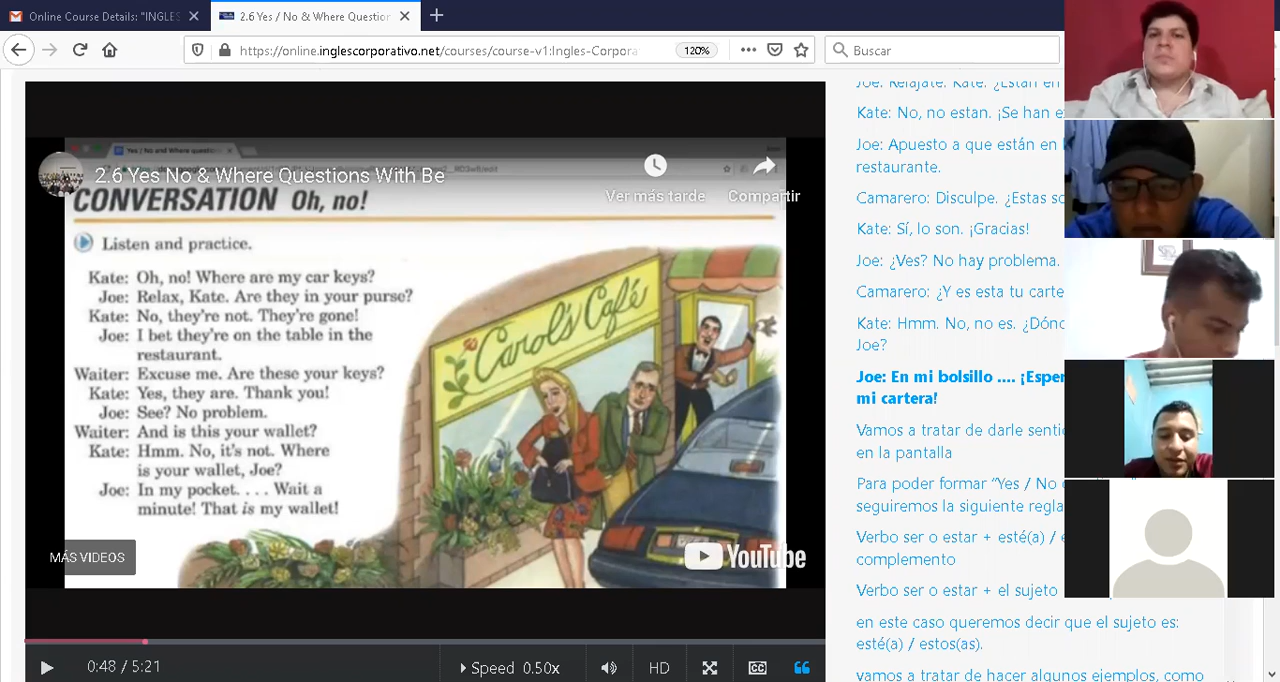 Online Course Details: "INGLES
2.6 Yes / No & Where Question
https://online.inglescorporativo.net/courses/course-v1:Ingles-Corpora
120%
Buscar
2.6 Yes No & Where Questions With Be
Ver más tarde
Compartir
CONVERSATION Oh, no!
Listen and practice.
Kate: Oh, no! Where are my car keys?
Joe: Relax, Kate. Are they in your purse?
Kate: No, they're not. They're gone!
Joe: I bet they're on the table in the
restaurant.
Waiter: Excuse me. Are these your keys?
Kate: Yes, they are. Thank you!
Joe: See? No problem.
Waiter: And is this your wallet?
Kate: Hmm. No, it's not. Where
is your wallet, Joe?
Joe: In my pocket. . . . Wait a
minute! That is my wallet!
Carol's Café
MÁS VIDEOS
YouTube
0:48 / 5:21
Speed 0.50x
HD
Joe: Relájate. Kate. ¿Están en
Kate: No, no estan. ¡Se han
Joe: Apuesto a que están en
restaurante.
Camarero: Disculpe. ¿Estas
Kate: Sí, lo son. ¡Gracias!
Joe: ¿Ves? No hay problema.
Camarero: ¿Y es esta tu carte
Kate: Hmm. No, no es. ¿Dón
Joe?
Joe: En mi bolsillo .... ¡Esper
mi cartera!
Vamos a tratar de darle senti
en la pantalla
Para poder formar "Yes / No
seguiremos la siguiente regla
Verbo ser o estar + esté(a) /
complemento
Verbo ser o estar + el sujeto
en este caso queremos decir que el sujeto es:
esté(a) / estos(as).
vamos a tratar de hacer algunos ejemplos, como